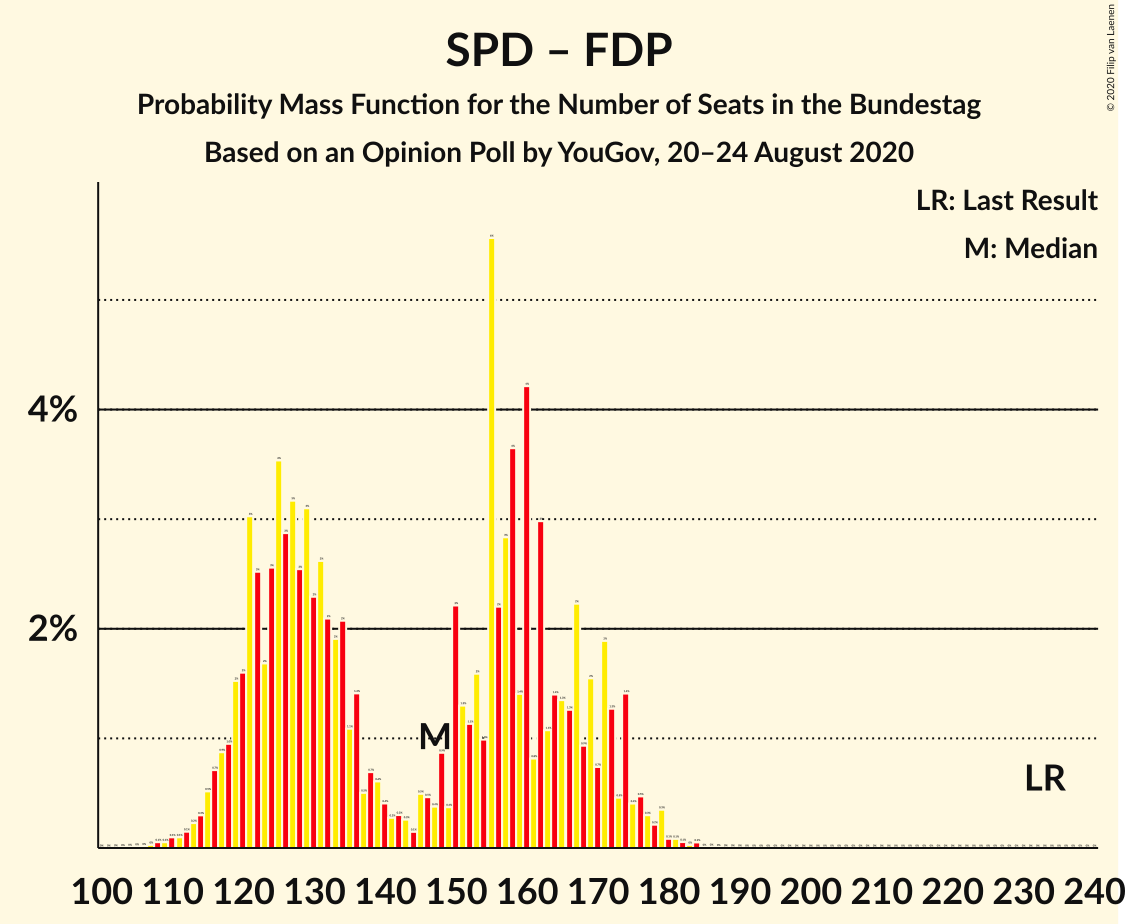 SPD – FDP
Probability Mass Function for the Number of Seats in the Bundestag
Based on an Opinion Poll by YouGov, 20–24 August 2020
© 2020 Filip van Laenen
LR: Last Result
M: Median
4%
2%
M
LR
100 110 120 130 140 150 160 170 180 190 200 210 220 230 240